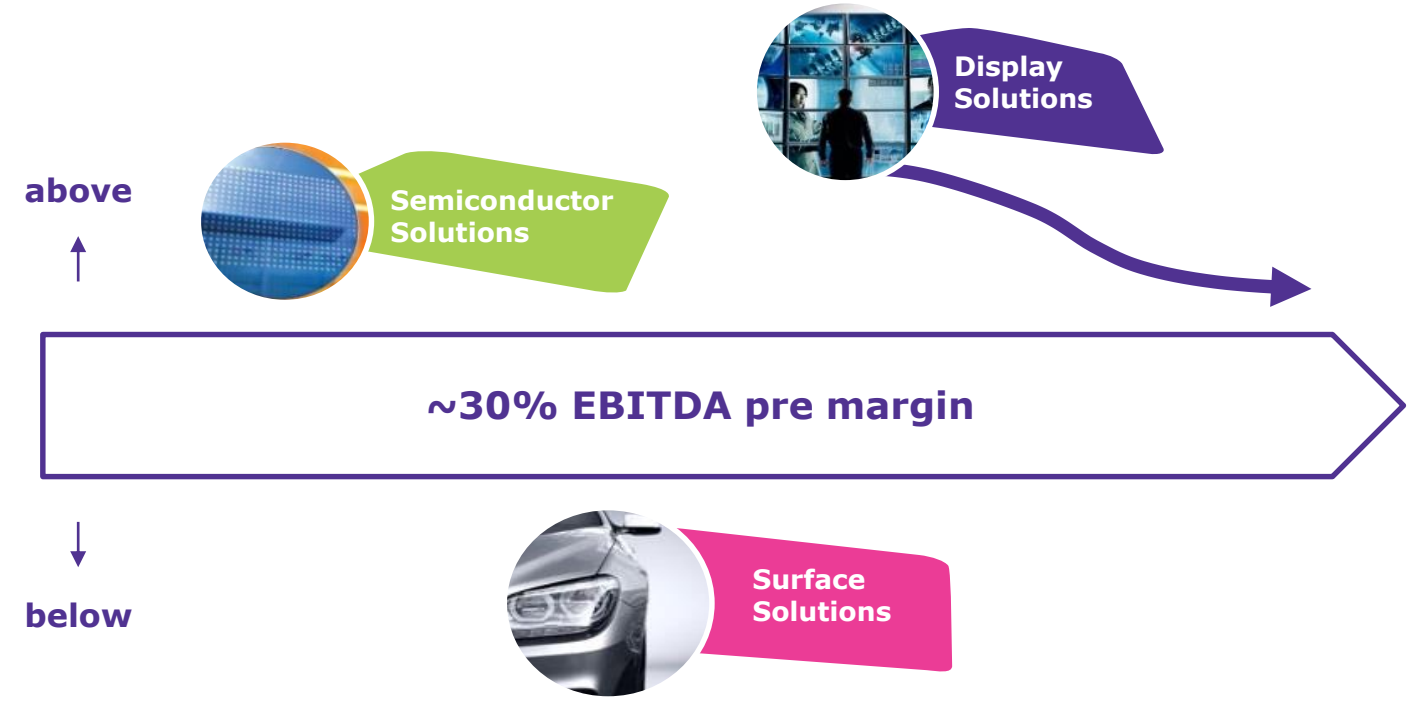 Display
Solutions
above
Semiconductor
Solutions
~30% EBITDA pre margin
below
Surface
Solutions